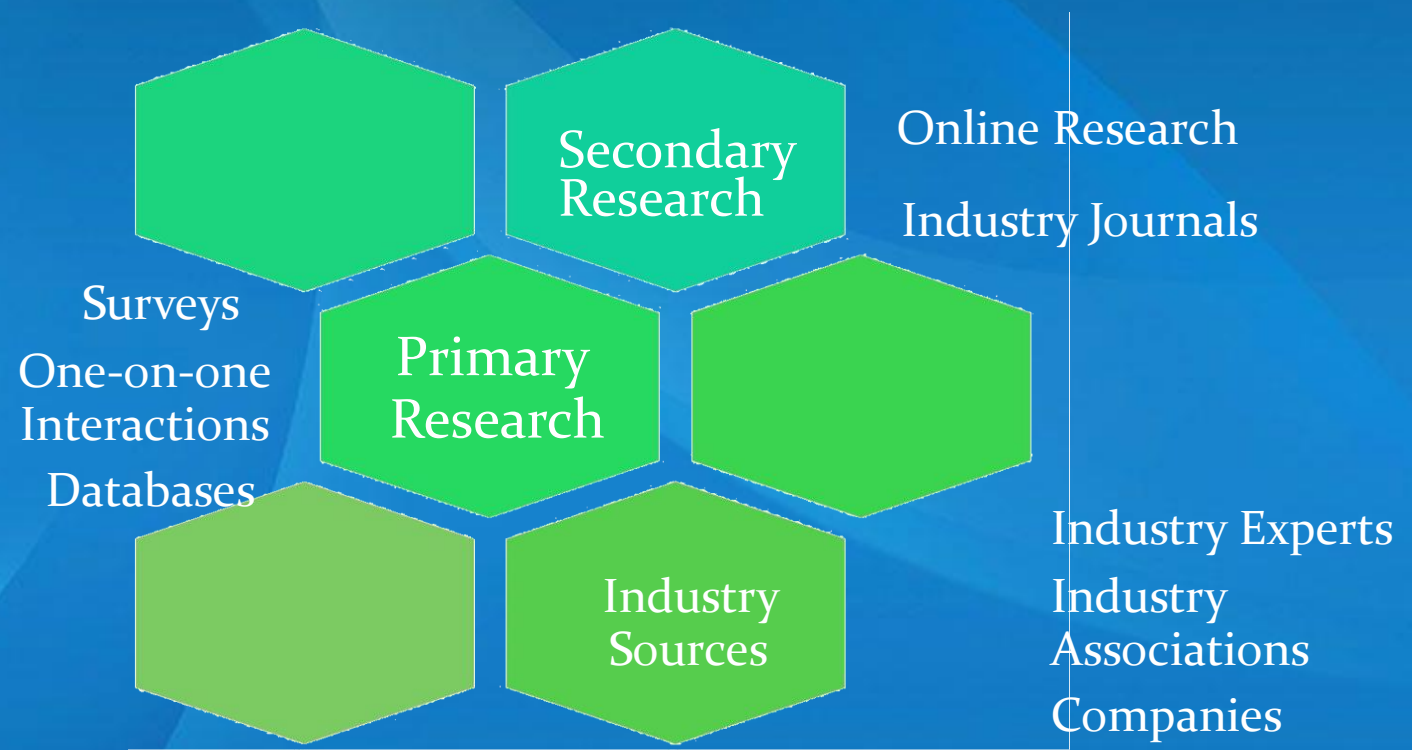 Secondary
Research
Online Research
Industry Journals
Surveys
One-on-one
Interactions
Databases
Primary
Research
Industry
Sources
Industry Experts
Industry
Associations
Companies